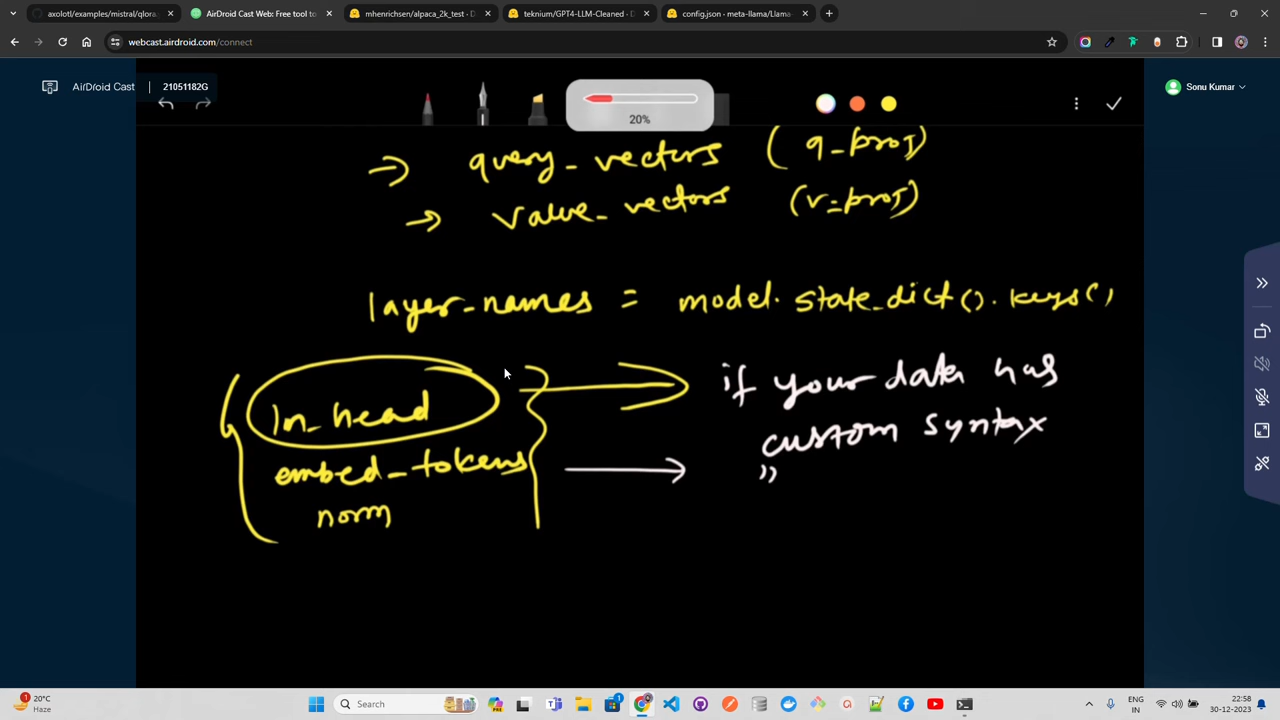 axolotl/examples/mistral/qlora.
AirDroid Cast Web: Free tool to
mhenrichsen/alpaca_2k_test · D
teknium/GPT4-LLM-Cleaned · D
config.json · meta-llama/Llama-
webcast.airdroid.com/connect
AirDroid Cast | 21051182G
Sonu Kumar
20%
→ query_vectors (q_proj)
→ value_vectors (v_proj)
layer_names = model.state_dict().keys()
lm_head → if your data has
custom syntax
embed_tokens → "
norm
1
20°C
Haze
Search
1
ENG
IN
22:58
30-12-2023